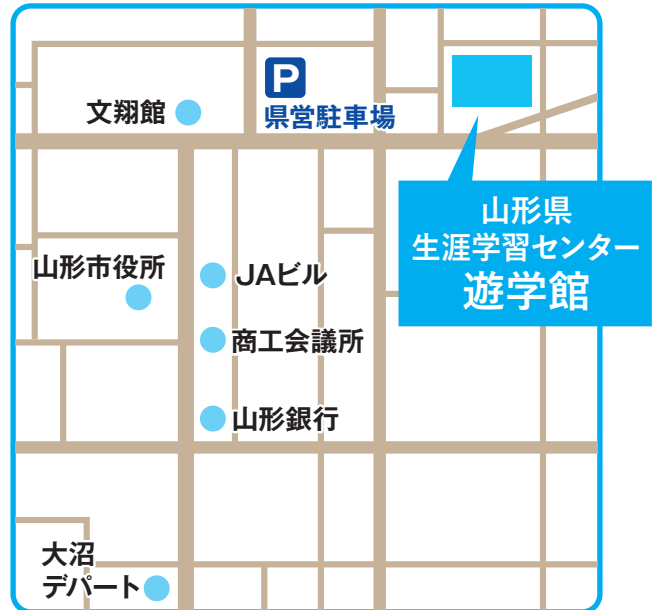 P
県営駐車場
文翔館
山形県
生涯学習センター
遊学館
山形市役所
JAビル
商工会議所
山形銀行
大沼
デパート